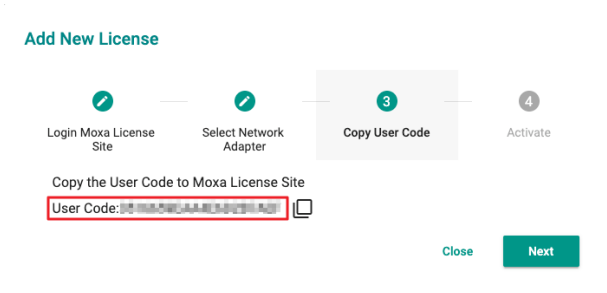 Add New License
3
4
Login Moxa License
Site
Select Network
Adapter
Copy User Code
Activate
Copy the User Code to Moxa License Site
User Code:
Close
Next